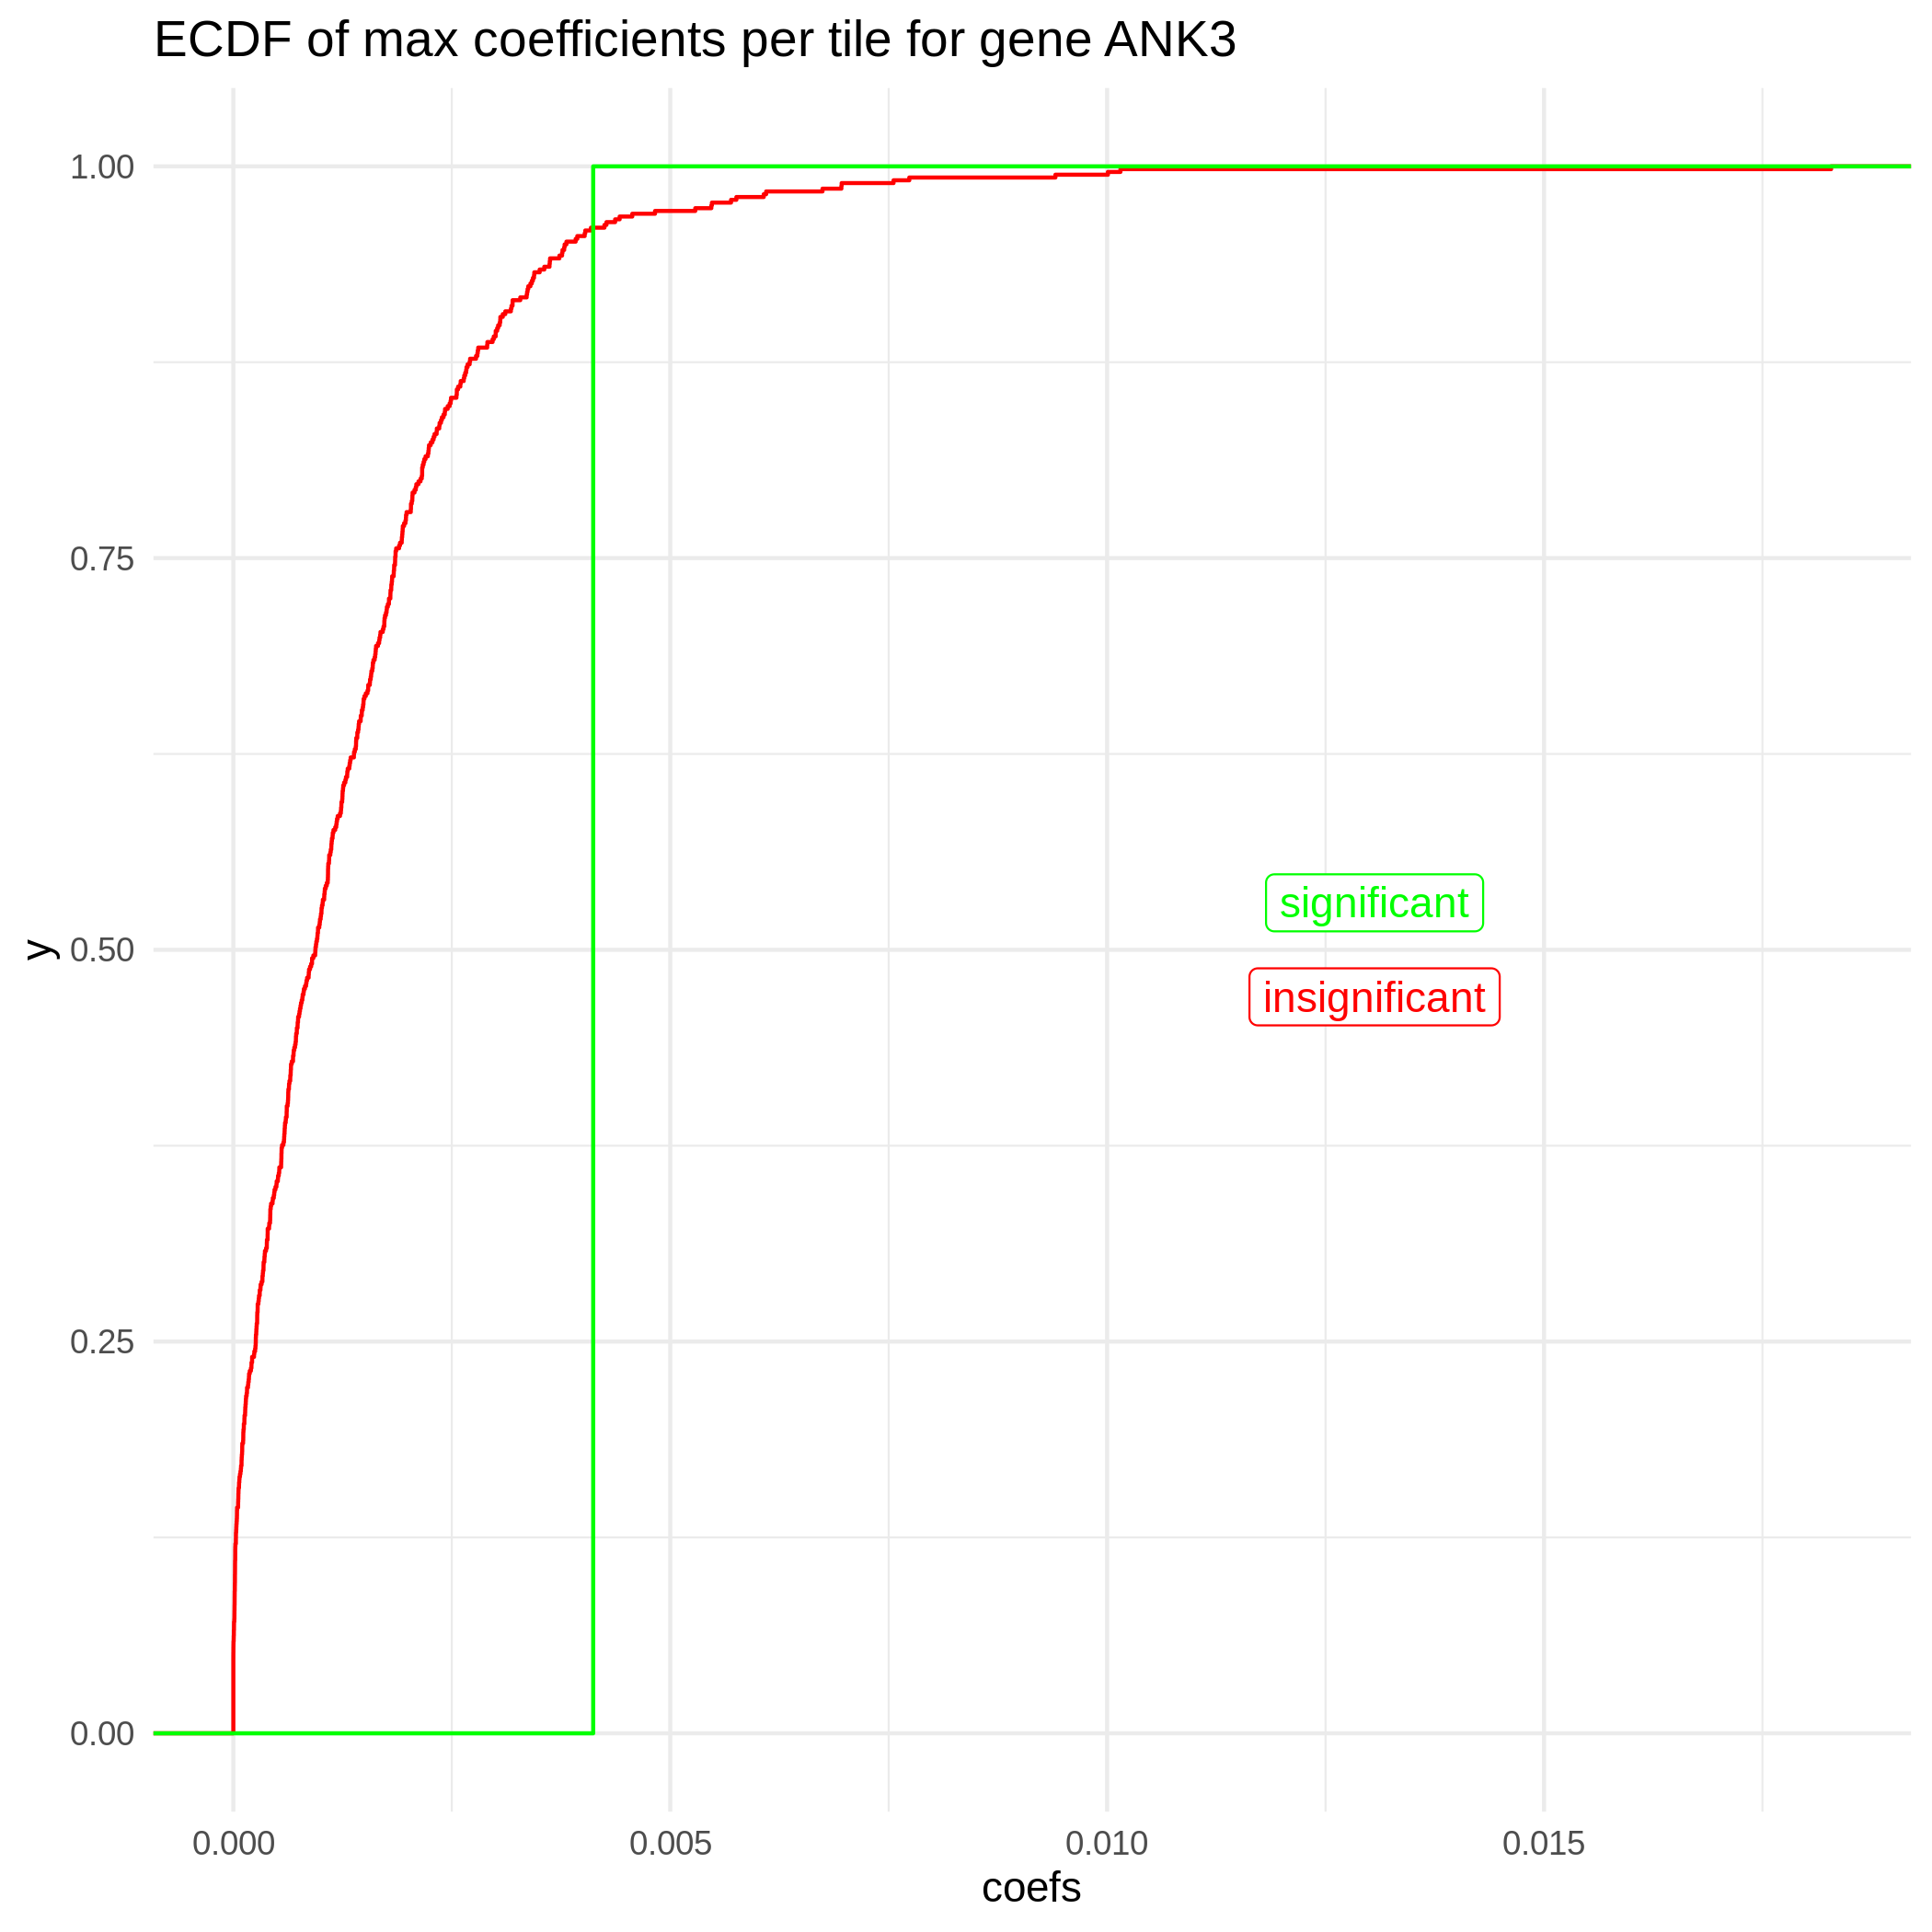 ECDF of max coefficients per tile for gene ANK3
1.00
0.75
0.50
0.25
0.00
y
significant
insignificant
0.000 0.005 0.010 0.015
coefs